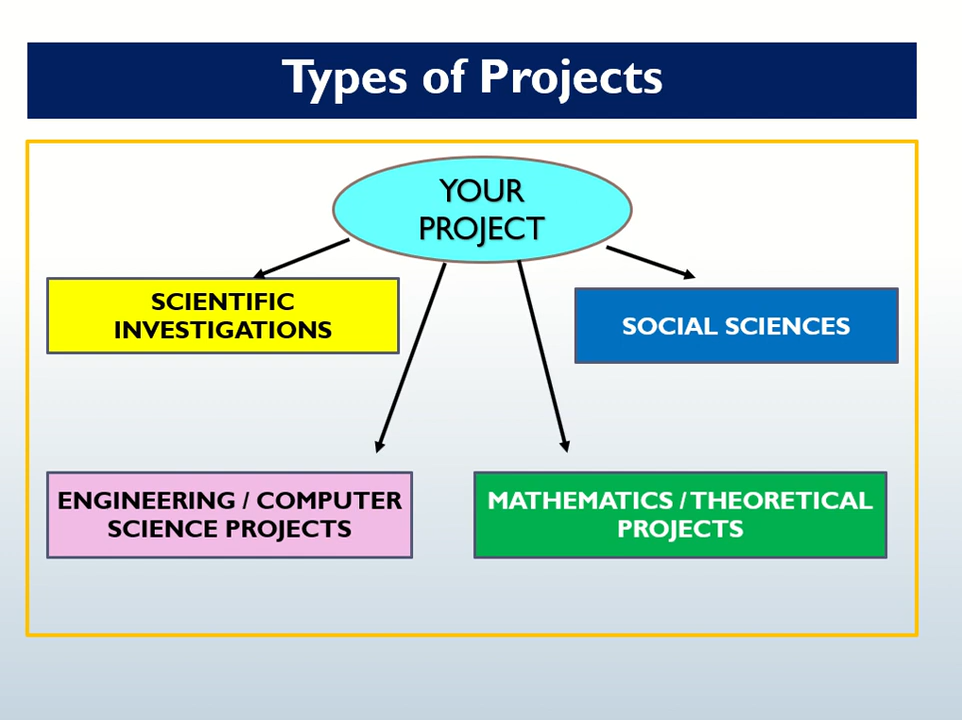 Types of Projects
YOUR
PROJECT
SCIENTIFIC
INVESTIGATIONS
SOCIAL SCIENCES
ENGINEERING / COMPUTER
SCIENCE PROJECTS
MATHEMATICS / THEORETICAL
PROJECTS